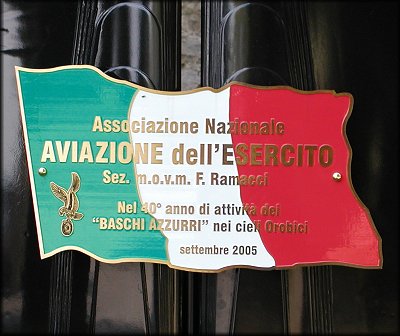 Associazione Nazionale
AVIAZIONE dell'ESERCITO
Sez. m.o.v.m. F. Ramacci
Nel 40° anno di attività dei
"BASCHI AZZURRI" nei cieli Orobici
settembre 2005